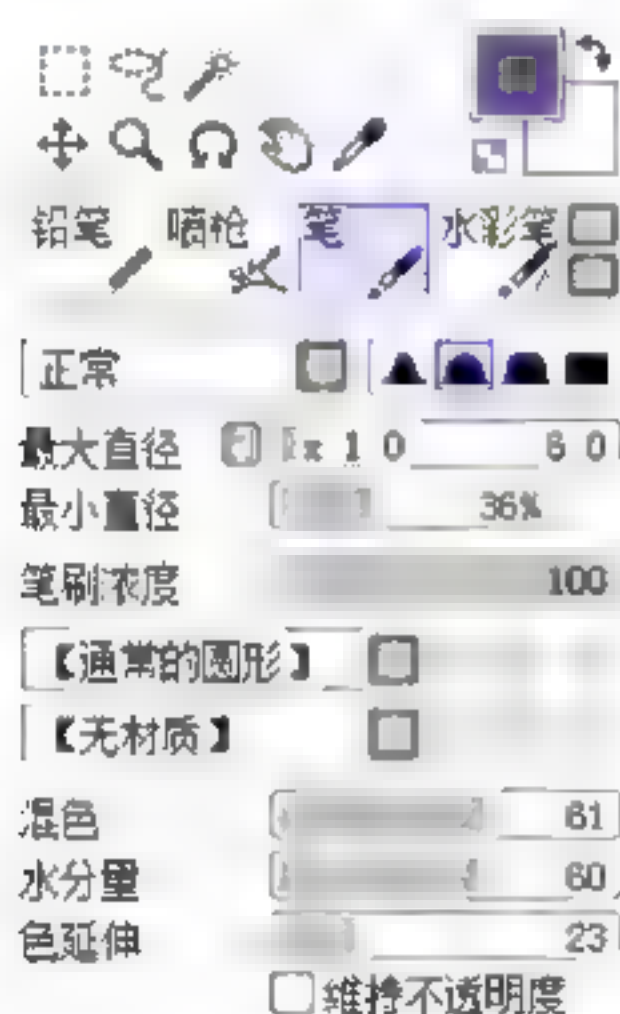 铅笔 喷枪 笔 水彩笔
正常
最大直径 x 1 0 6 0
最小直径 36%
笔刷浓度 100
【通常的圆形】
【无材质】
混色 61
水分量 60
色延伸 23
维持不透明度